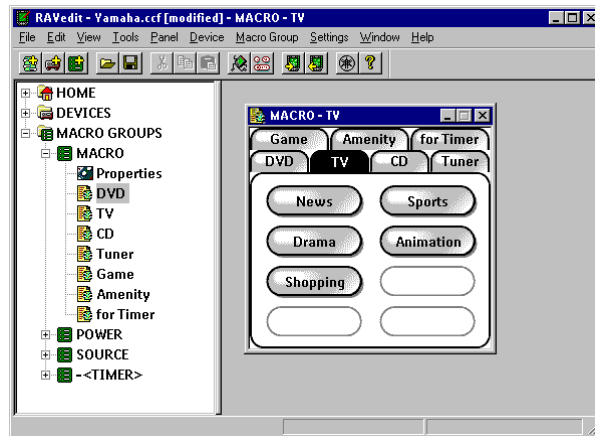 RAVedit - Yamaha.ccf [modified] - MACRO - TV
File Edit View Tools Panel Device Macro Group Settings Window Help
HOME
DEVICES
MACRO GROUPS
MACRO
Properties
DVD
TV
CD
Tuner
Game
Amenity
for Timer
POWER
SOURCE
-<TIMER>
MACRO - TV
Game Amenity for Timer
DVD TV CD Tuner
News Sports
Drama Animation
Shopping